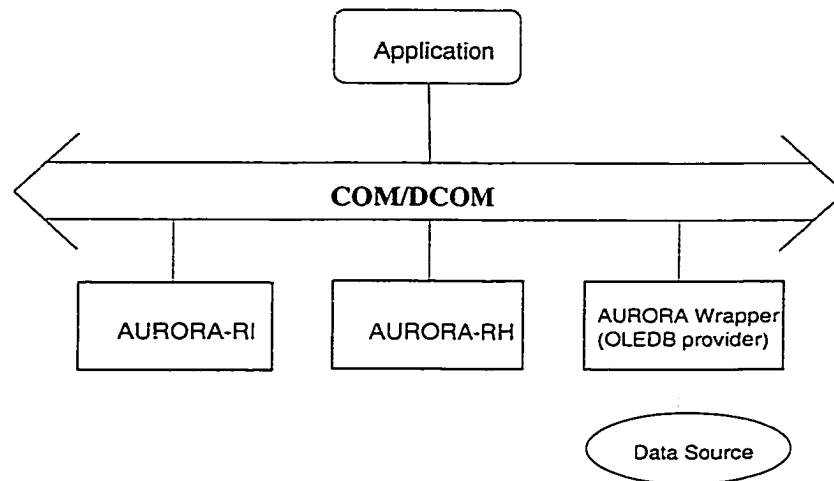 Application
COM/DCOM
AURORA-RI
AURORA-RH
AURORA Wrapper
(OLEDB provider)
Data Source